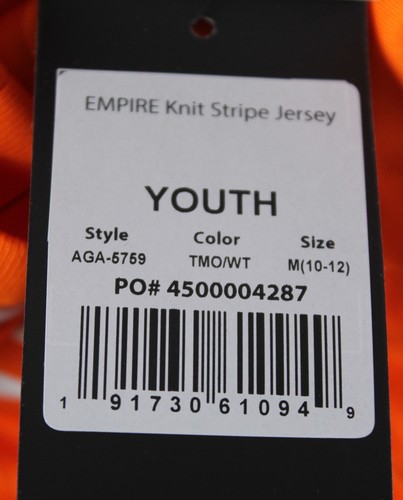 EMPIRE Knit Stripe Jersey
YOUTH
Style Color Size
AGA-5759 TMO/WT M(10-12)
PO# 4500004287
1 91730 61094 9